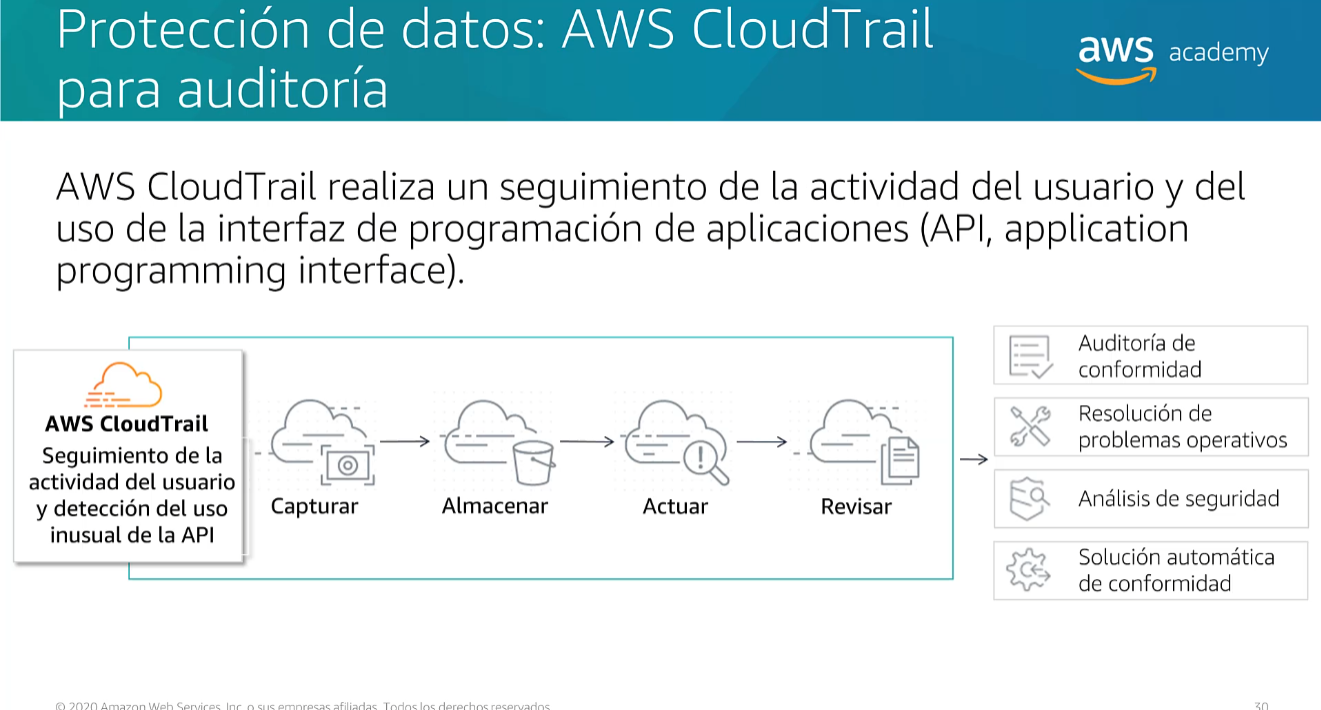 Protección de datos: AWS CloudTrail
para auditoría
aws academy
AWS CloudTrail realiza un seguimiento de la actividad del usuario y del
uso de la interfaz de programación de aplicaciones (API, application
programming interface).
AWS CloudTrail
Seguimiento de la
actividad del usuario
y detección del uso
inusual de la API
Capturar
Almacenar
Actuar
Revisar
Auditoría de
conformidad
Resolución de
problemas operativos
Análisis de seguridad
Solución automática
de conformidad
© 2020 Amazon Web Services, Inc. o sus empresas afiliadas. Todos los derechos reservados.
30